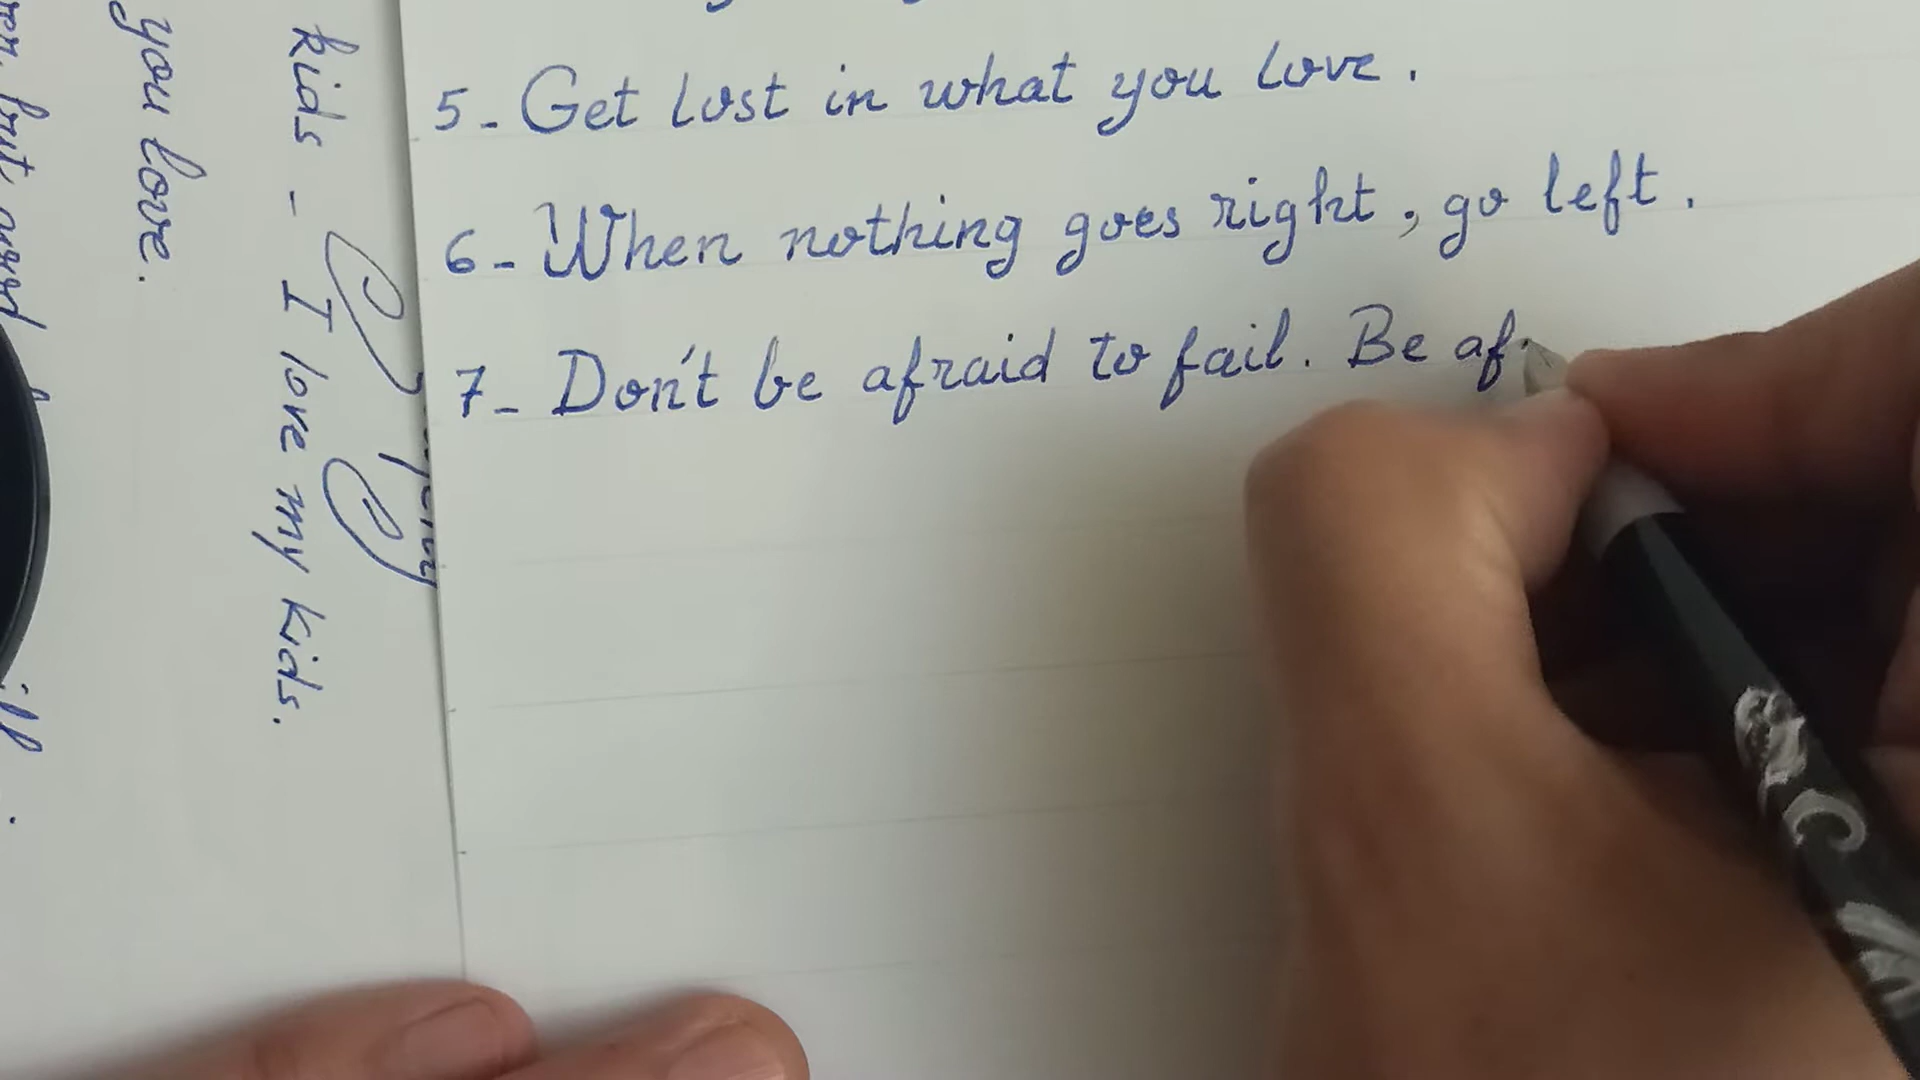 5- Get lost in what you love.
6- When nothing goes right, go left.
7- Don't be afraid to fail. Be af
you love.
kids - I love my kids.